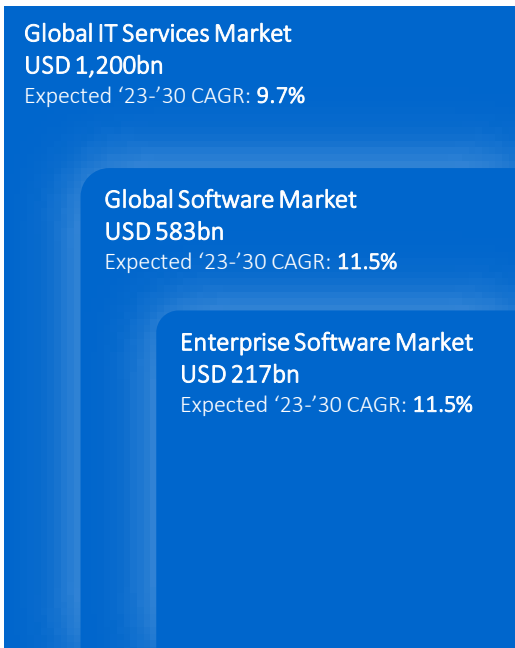 Global IT Services Market
USD 1,200bn
Expected ‘23-’30 CAGR: 9.7%
Global Software Market
USD 583bn
Expected ‘23-’30 CAGR: 11.5%
Enterprise Software Market
USD 217bn
Expected ‘23-’30 CAGR: 11.5%